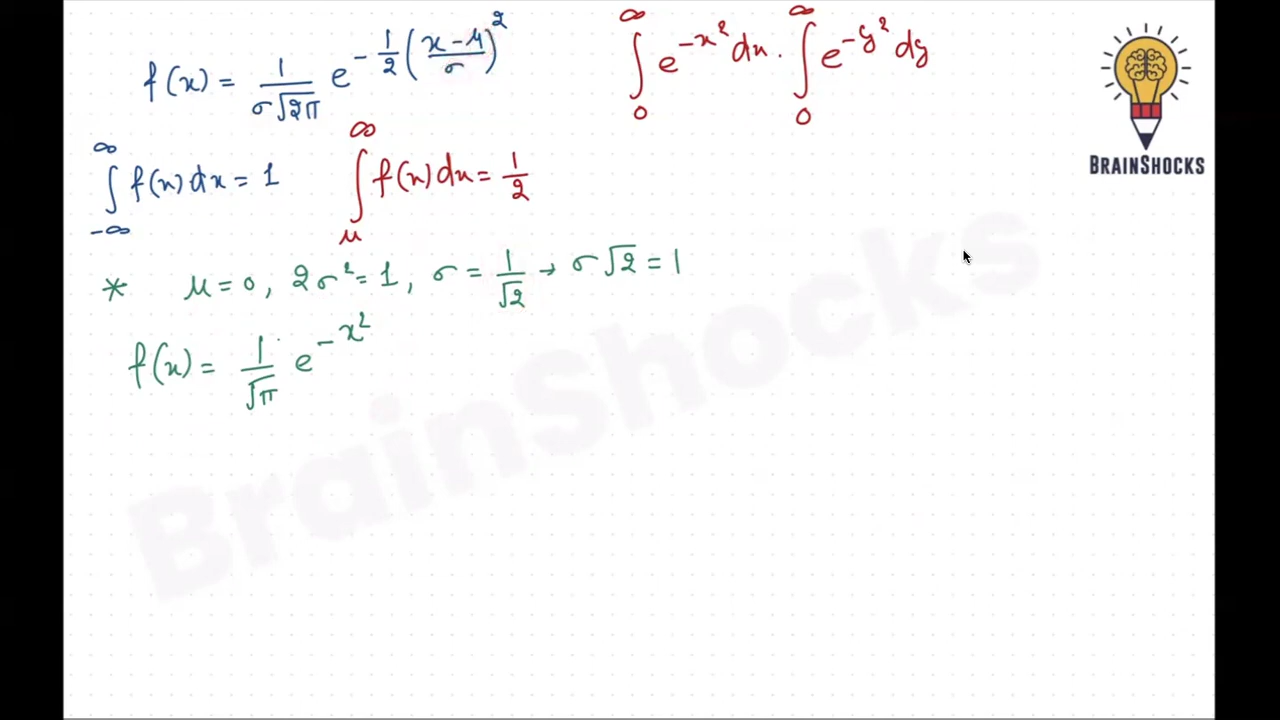 f(x) = 1/(σ√2π) e^(-1/2((x-μ)/σ)^2)
∞∫0 e^(-x²) dx . ∞∫0 e^(-y²) dy
BRAINSHOCKS
∞∫-∞ f(x) dx = 1
∞∫μ f(x) dx = 1/2
* μ = 0, 2σ² = 1, σ = 1/√2 → σ√2 = 1
f(x) = 1/√π e^(-x²)
BrainShocks